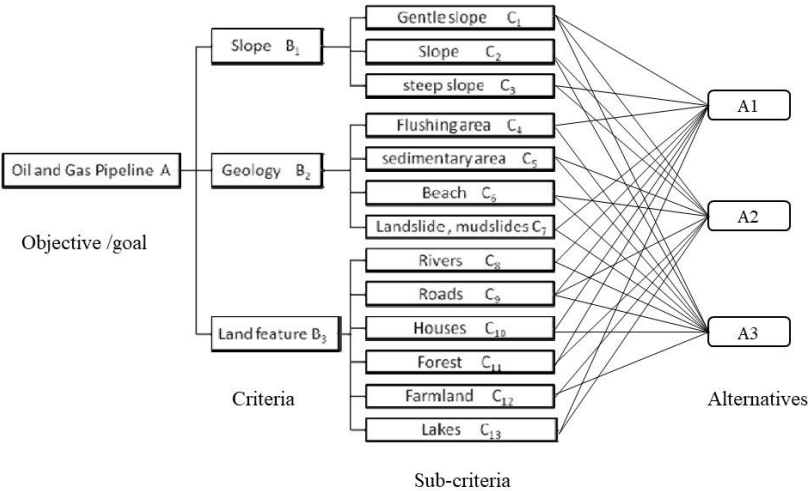 Oil and Gas Pipeline A
Objective /goal
Slope B₁
Geology B₂
Land feature B₃
Criteria
Gentle slope C₁
Slope C₂
steep slope C₃
Flushing area C₄
sedimentary area C₅
Beach C₆
Landslide , mudslides C₇
Rivers C₈
Roads C₉
Houses C₁₀
Forest C₁₁
Farmland C₁₂
Lakes C₁₃
Sub-criteria
A1
A2
A3
Alternatives